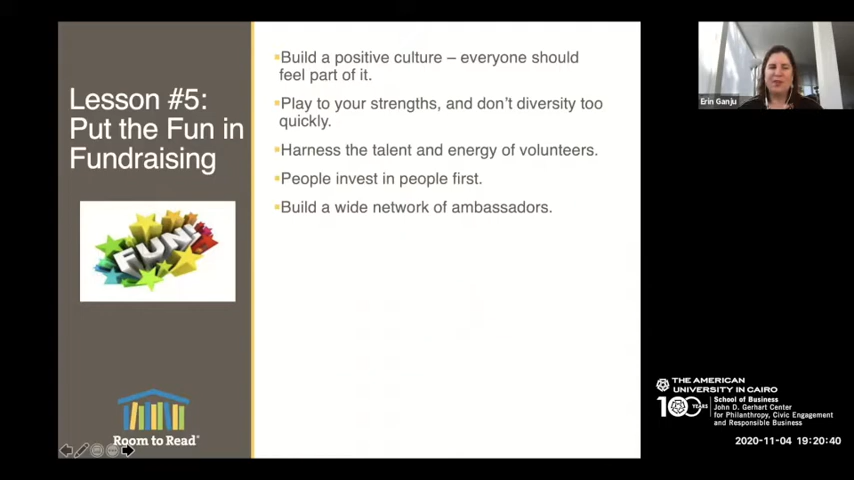 Lesson #5:
Put the Fun in
Fundraising
FUN!
Room to Read®
▪Build a positive culture – everyone should
feel part of it.
▪Play to your strengths, and don't diversity too
quickly.
▪Harness the talent and energy of volunteers.
▪People invest in people first.
▪Build a wide network of ambassadors.
Erin Ganju
THE AMERICAN
UNIVERSITY IN CAIRO
100 YEARS
School of Business
John D. Gerhart Center
for Philanthropy, Civic Engagement
and Responsible Business
2020-11-04 19:20:40